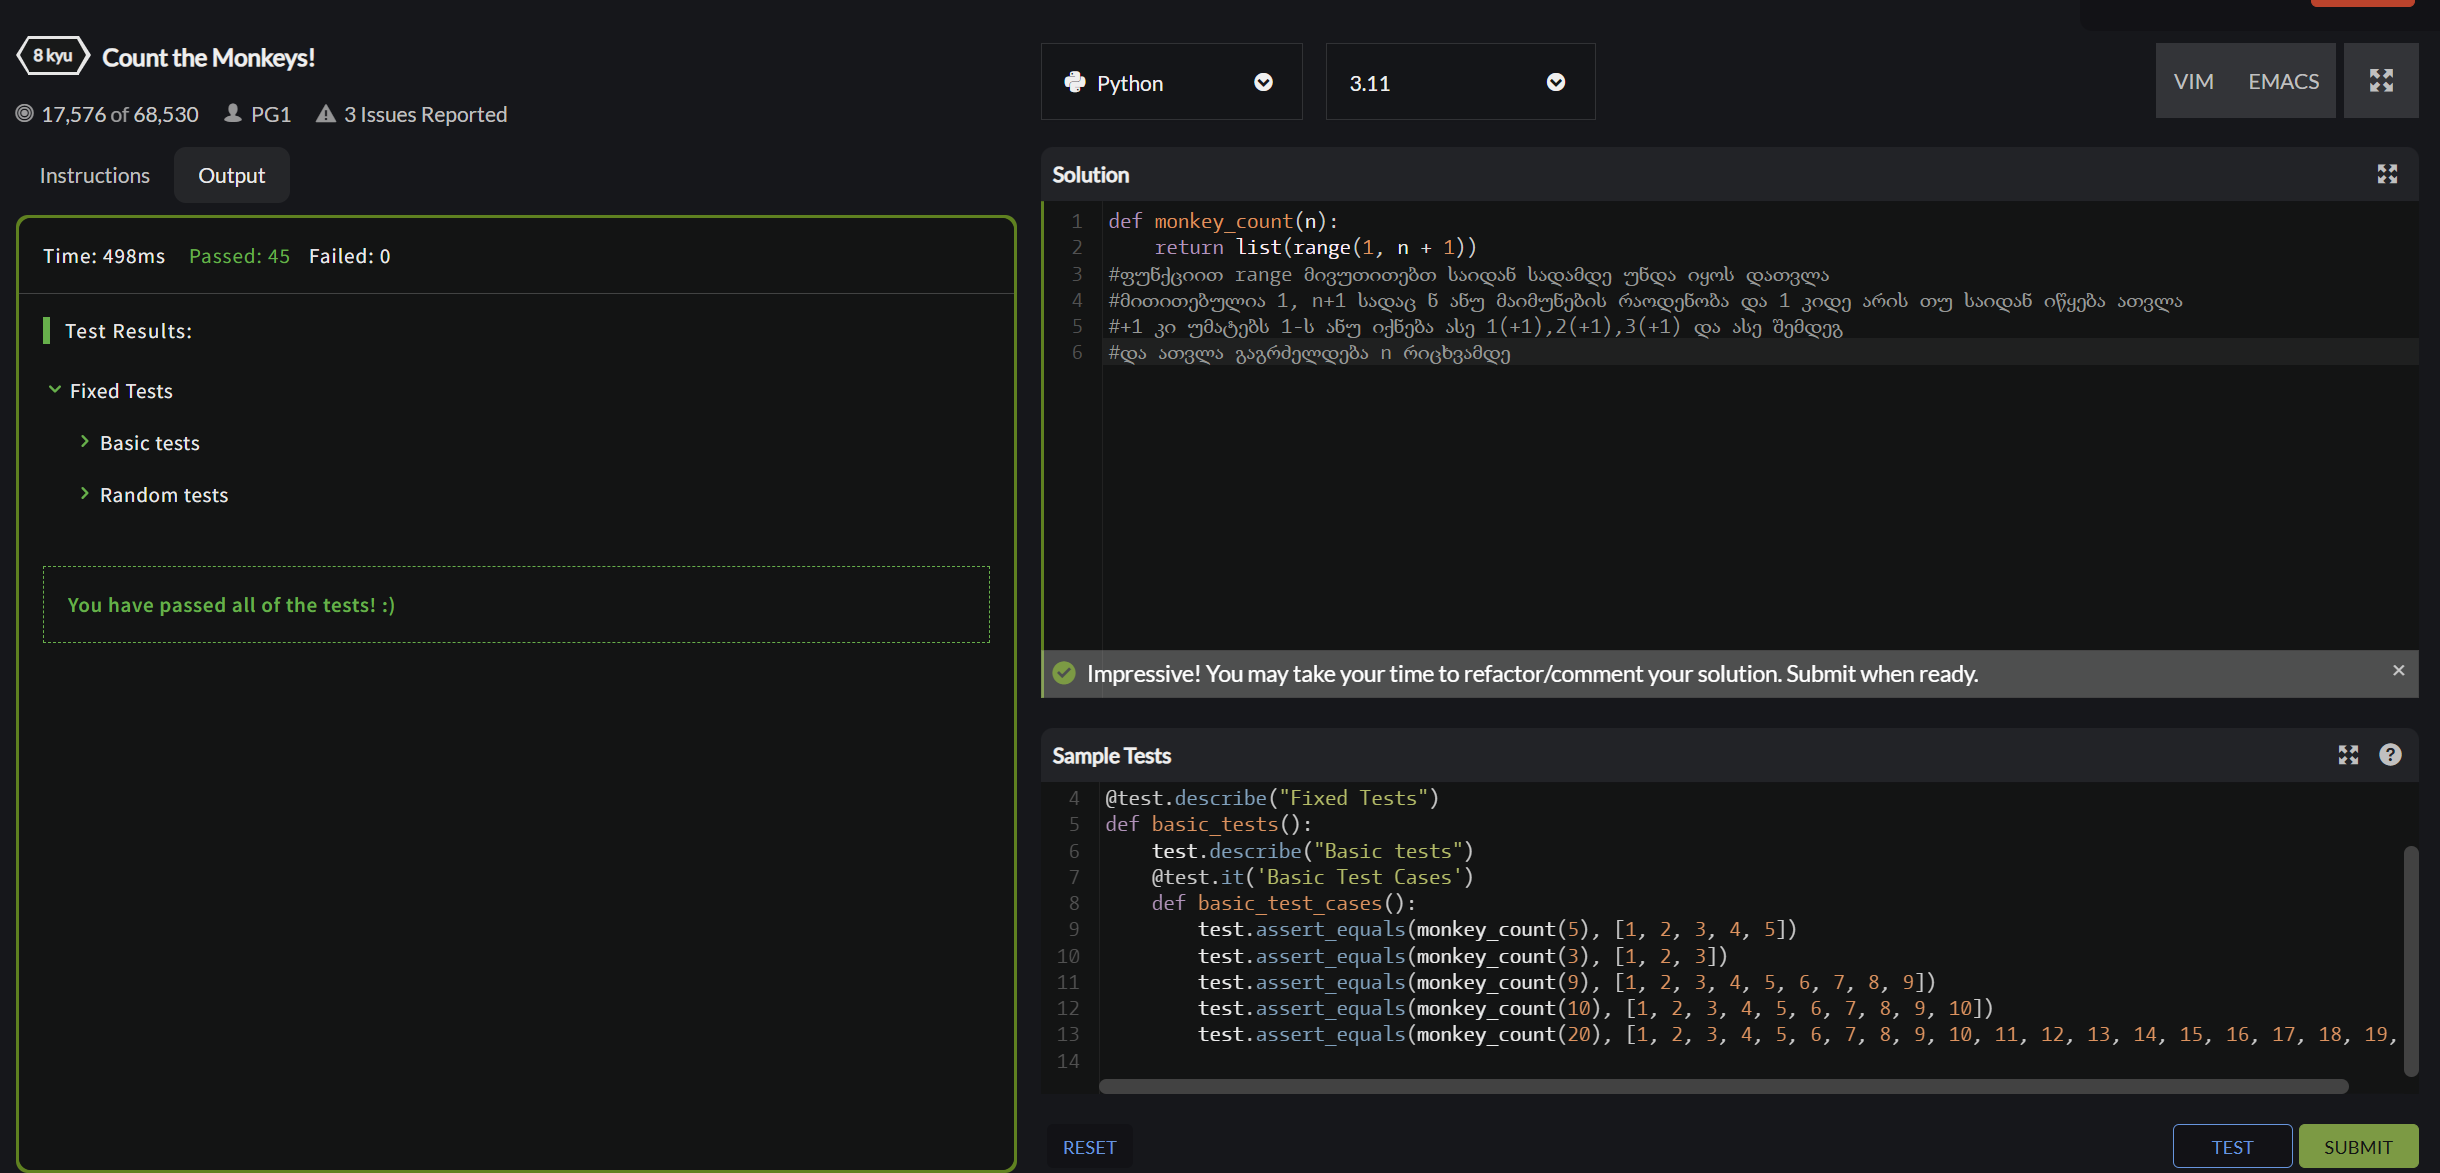 8 kyu Count the Monkeys!
17,576 of 68,530 PG1 3 Issues Reported
Instructions Output
Time: 498ms Passed: 45 Failed: 0
Test Results:
Fixed Tests
Basic tests
Random tests
You have passed all of the tests! :)
Python 3.11 VIM EMACS
Solution
1 def monkey_count(n):
2     return list(range(1, n + 1))
3 #ფუნქციით range მივუთითებთ საიდან სადამდე უნდა იყოს დათვლა
4 #მითითებულია 1, n+1 სადაც ნ ანუ მაიმუნების რაოდენობა და 1 კიდე არის თუ საიდან იწყება ათვლა
5 #+1 კი უმატებს 1-ს ანუ იქნება ასე 1(+1),2(+1),3(+1) და ასე შემდეგ
6 #და ათვლა გაგრძელდება n რიცხვამდე
Impressive! You may take your time to refactor/comment your solution. Submit when ready. ×
Sample Tests ?
4 @test.describe("Fixed Tests")
5 def basic_tests():
6     test.describe("Basic tests")
7     @test.it('Basic Test Cases')
8     def basic_test_cases():
9         test.assert_equals(monkey_count(5), [1, 2, 3, 4, 5])
10         test.assert_equals(monkey_count(3), [1, 2, 3])
11         test.assert_equals(monkey_count(9), [1, 2, 3, 4, 5, 6, 7, 8, 9])
12         test.assert_equals(monkey_count(10), [1, 2, 3, 4, 5, 6, 7, 8, 9, 10])
13         test.assert_equals(monkey_count(20), [1, 2, 3, 4, 5, 6, 7, 8, 9, 10, 11, 12, 13, 14, 15, 16, 17, 18, 19,
14
RESET TEST SUBMIT